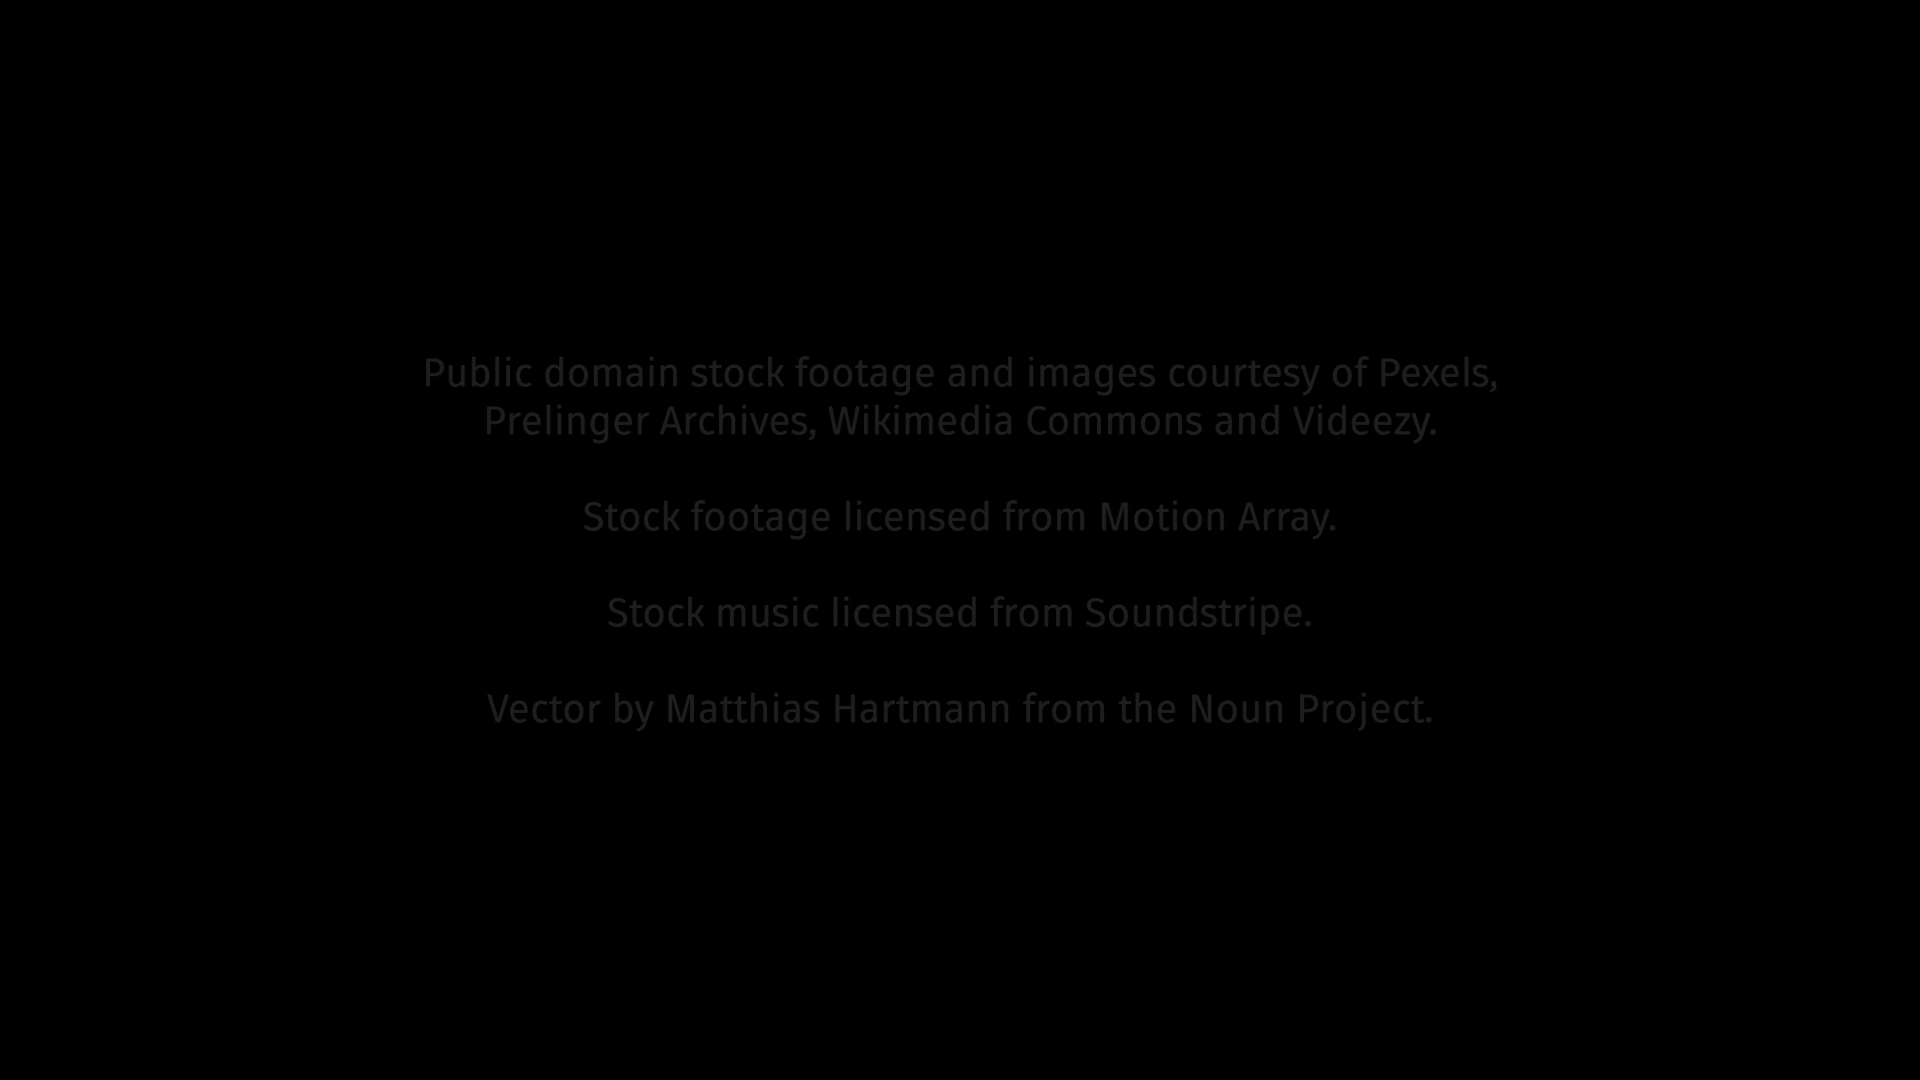 Public domain stock footage and images courtesy of Pexels,
Prelinger Archives, Wikimedia Commons and Videezy.
Stock footage licensed from Motion Array.
Stock music licensed from Soundstripe.
Vector by Matthias Hartmann from the Noun Project.